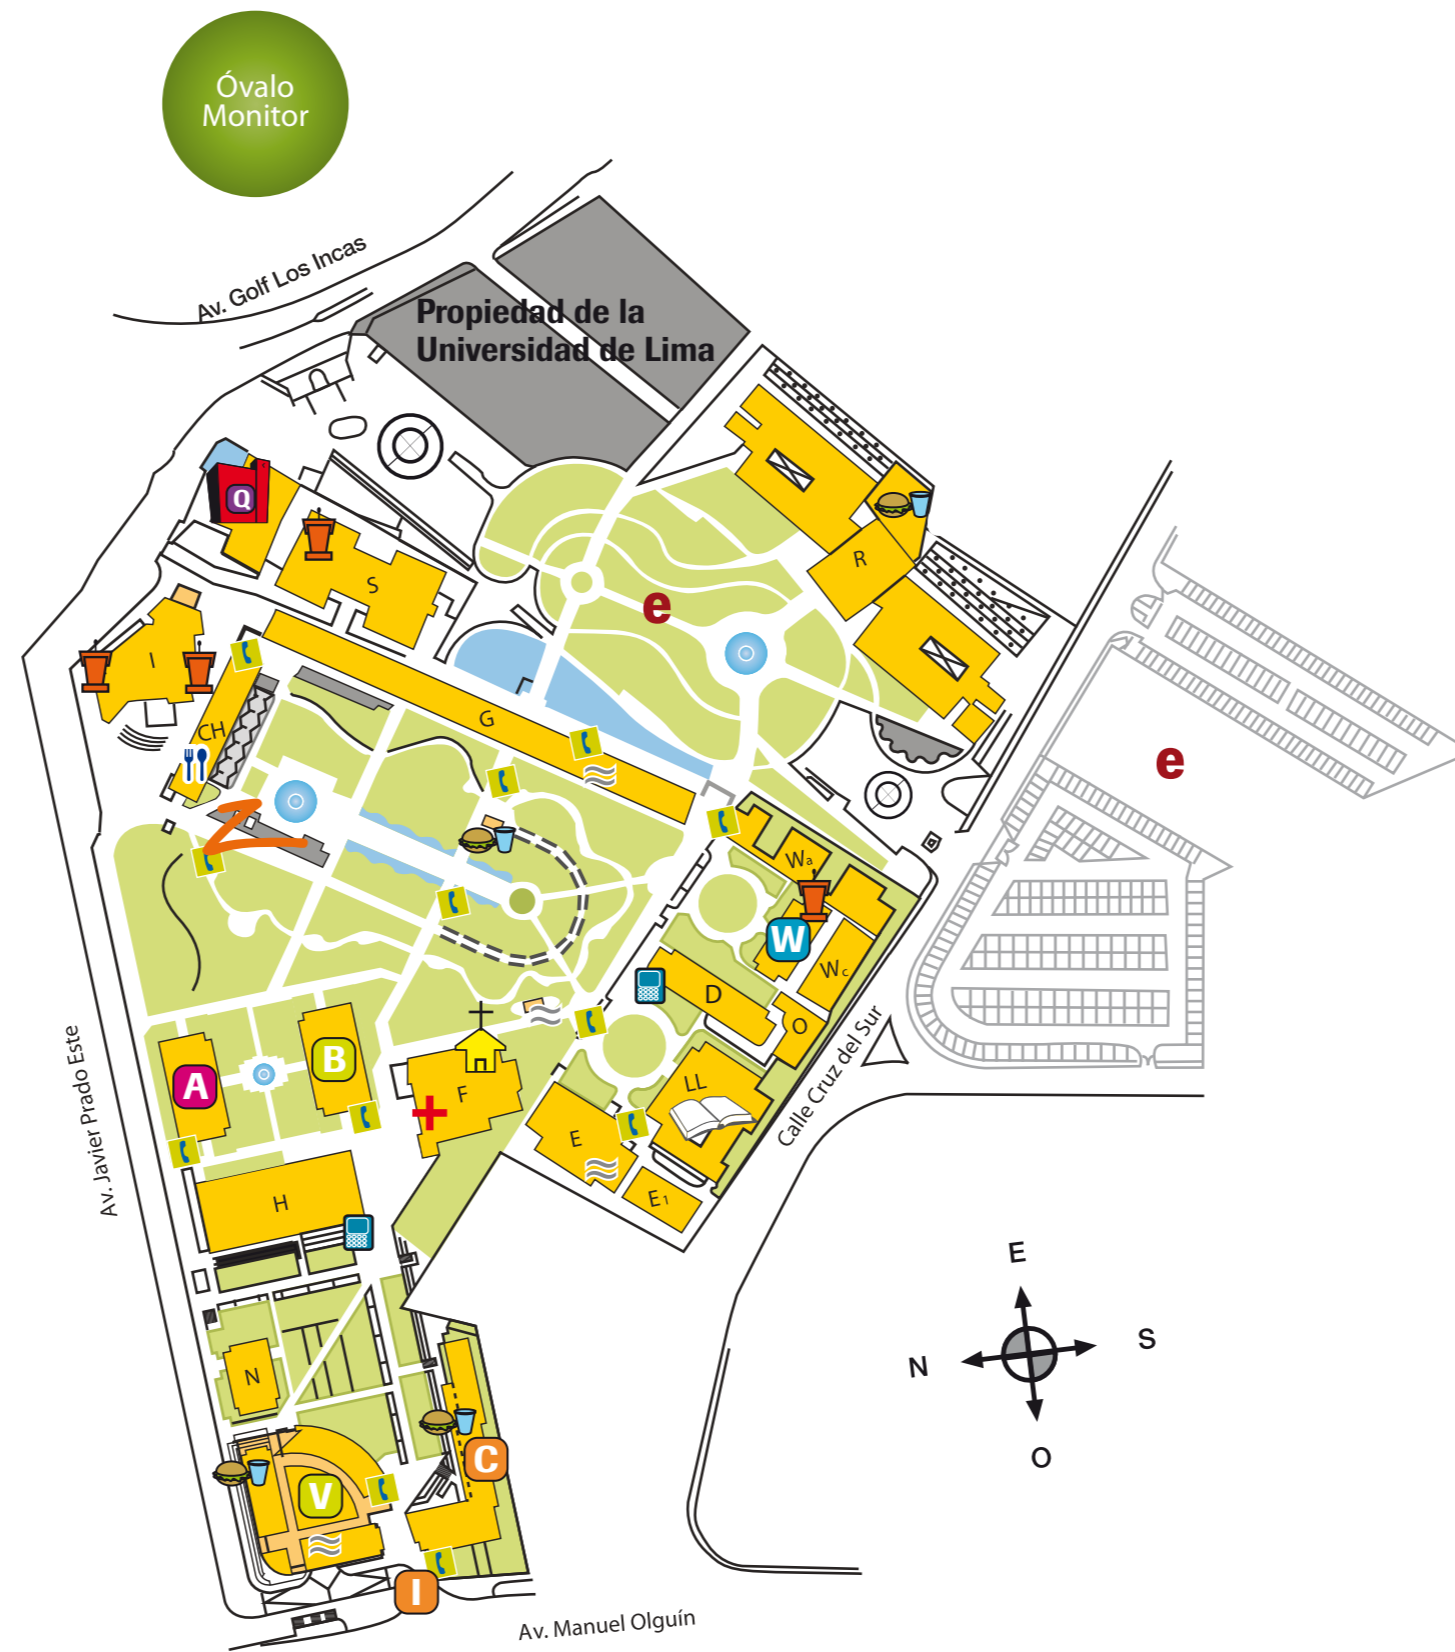 Óvalo
Monitor
Av. Golf Los Incas
Propiedad de la
Universidad de Lima
Q
S
R
e
I
CH
G
e
Wa
W
Wc
D
O
LL
A
B
F
E
E1
H
Calle Cruz del Sur
Av. Javier Prado Este
N
C
V
I
Av. Manuel Olguín
E
N
S
O